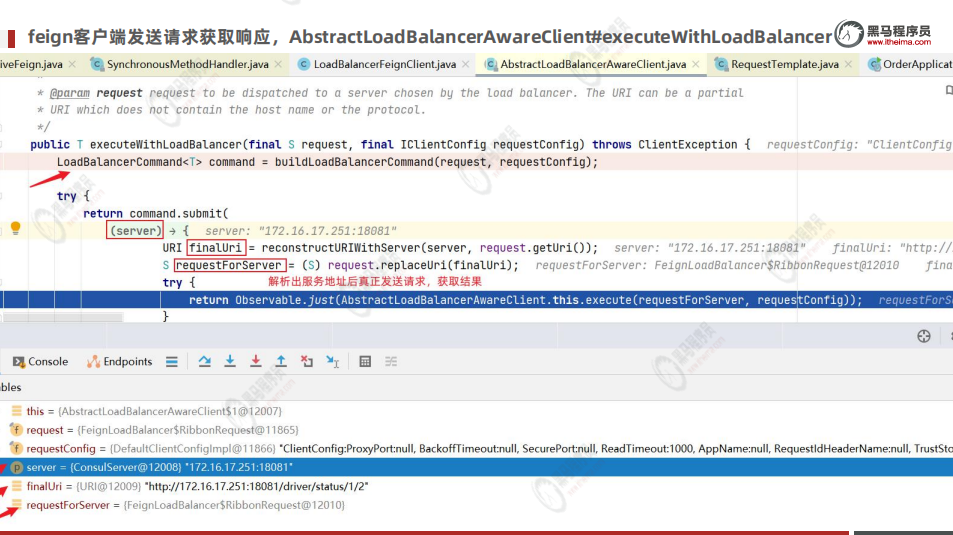 feign客户端发送请求获取响应，AbstractLoadBalancerAwareClient#executeWithLoadBalancer
黑马程序员
www.itheima.com
iveFeign.java × SynchronousMethodHandler.java × LoadBalancerFeignClient.java × AbstractLoadBalancerAwareClient.java × RequestTemplate.java × OrderApplicat
* @param request request to be dispatched to a server chosen by the load balancer. The URI can be a partial
* URI which does not contain the host name or the protocol.
*/
public T executeWithLoadBalancer(final S request, final IClientConfig requestConfig) throws ClientException { requestConfig: "ClientConfig
LoadBalancerCommand<T> command = buildLoadBalancerCommand(request, requestConfig);
try {
return command.submit(
(server) → { server: "172.16.17.251:18081"
URI finalUri = reconstructURIWithServer(server, request.getUri()); server: "172.16.17.251:18081" finalUri: "http://
S requestForServer = (S) request.replaceUri(finalUri); requestForServer: FeignLoadBalancer$RibbonRequest@12010 fina
try { 解析出服务地址后真正发送请求，获取结果
return Observable.just(AbstractLoadBalancerAwareClient.this.execute(requestForServer, requestConfig)); requestForSe
}
Console Endpoints
bles
this = {AbstractLoadBalancerAwareClient$1@12007}
request = {FeignLoadBalancer$RibbonRequest@11865}
requestConfig = {DefaultClientConfigImpl@11866} "ClientConfig:ProxyPort:null, BackoffTimeout:null, SecurePort:null, ReadTimeout:1000, AppName:null, RequestIdHeaderName:null, TrustSto
server = {ConsulServer@12008} "172.16.17.251:18081"
finalUri = {URI@12009} "http://172.16.17.251:18081/driver/status/1/2"
requestForServer = {FeignLoadBalancer$RibbonRequest@12010}